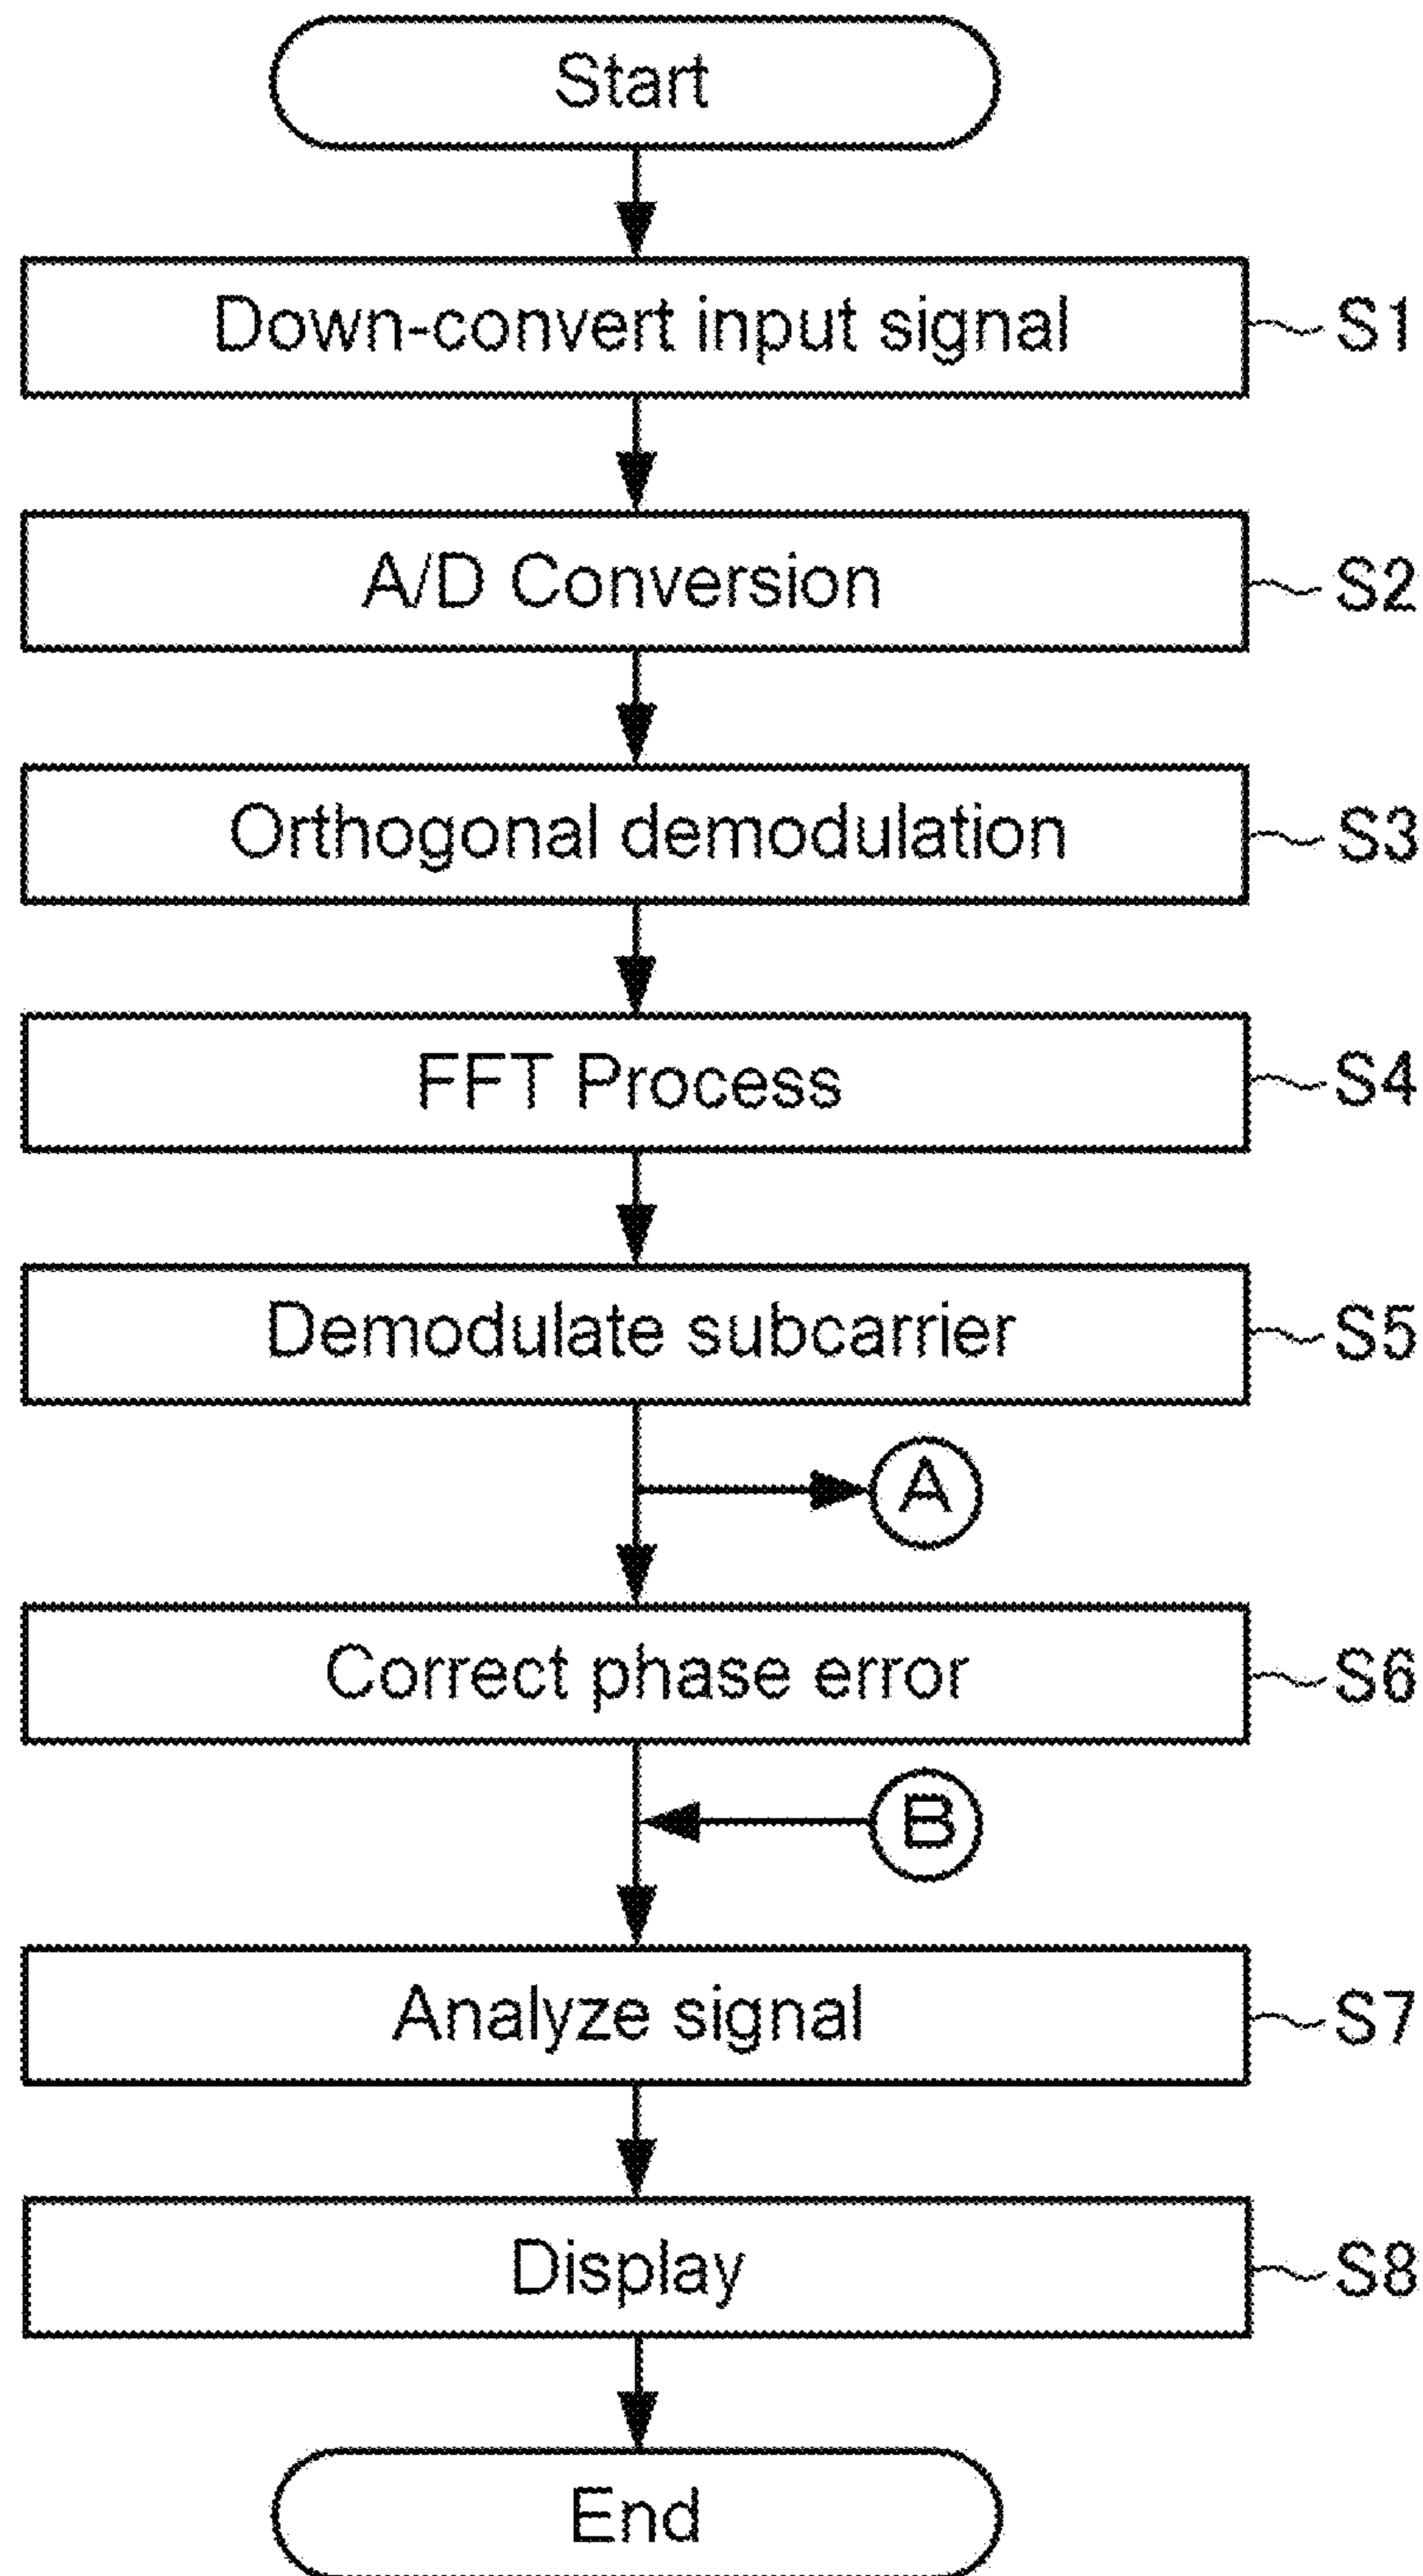 Start
Down-convert input signal
S1
A/D Conversion
S2
Orthogonal demodulation
S3
FFT Process
S4
Demodulate subcarrier
S5
A
Correct phase error
S6
B
Analyze signal
S7
Display
S8
End